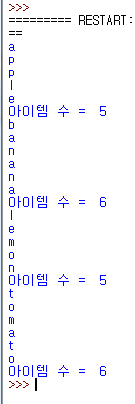 >>>
========= RESTART:
==
a
p
p
l
e
아이템 수 =  5
b
a
n
a
n
a
아이템 수 =  6
l
e
m
o
n
아이템 수 =  5
t
o
m
a
t
o
아이템 수 =  6
>>>